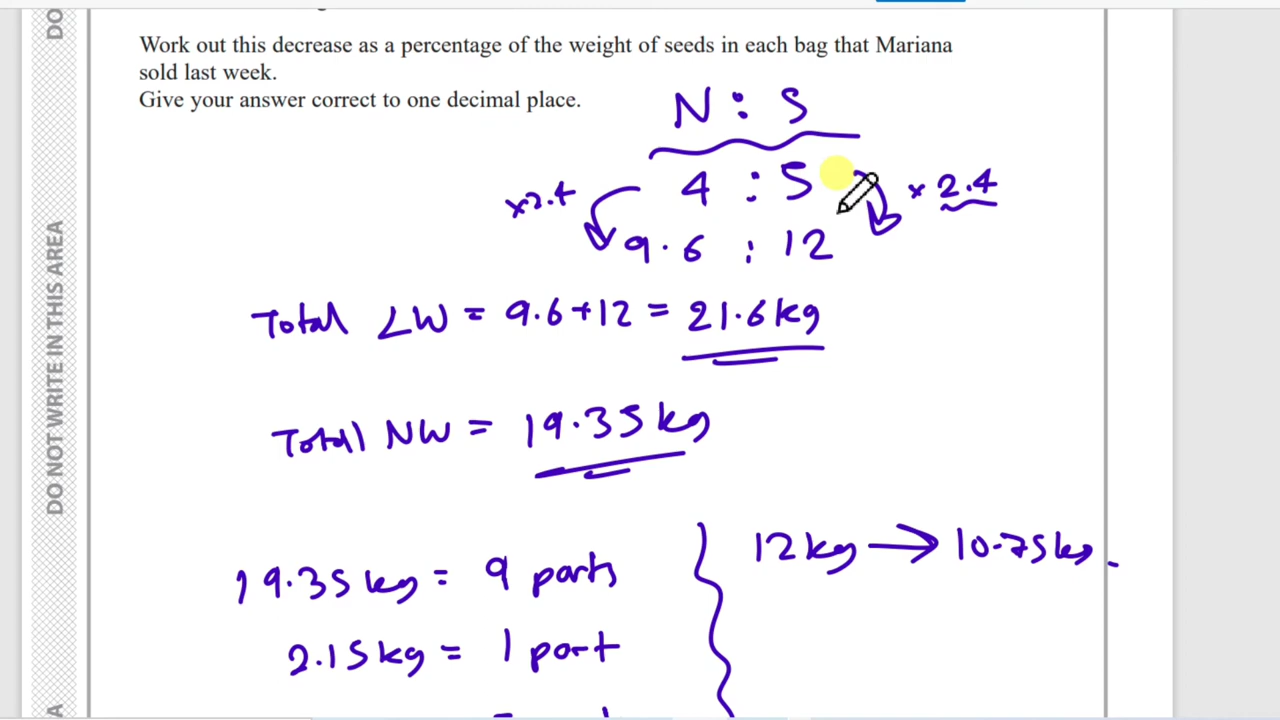 Work out this decrease as a percentage of the weight of seeds in each bag that Mariana
sold last week.
Give your answer correct to one decimal place.
N : S
4 : 5
×2.4
× 2.4
9.6 : 12
Total LW = 9.6+12 = 21.6kg
Total NW = 19.35kg
12kg → 10.75kg.
19.35kg = 9 parts
2.15kg = 1 part
DO NOT WRITE IN THIS AREA
DO
A